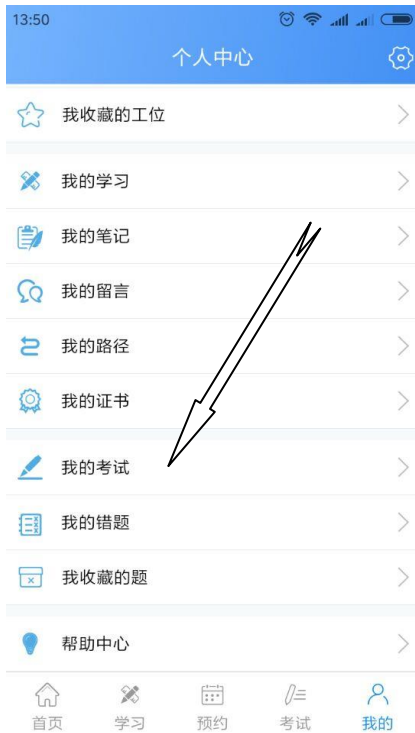 13:50
个人中心
我收藏的工位
我的学习
我的笔记
我的留言
我的路径
我的证书
我的考试
我的错题
我收藏的题
帮助中心
首页 学习 预约 考试 我的